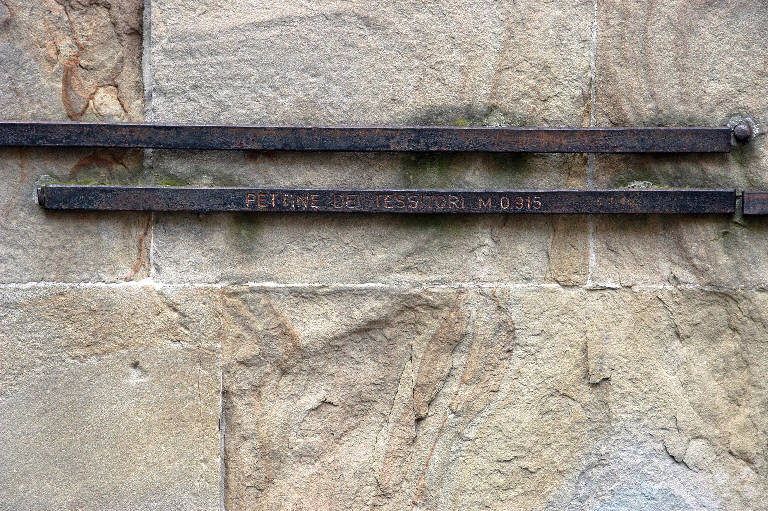 PETTINE DEI TESSITORI M 0.915